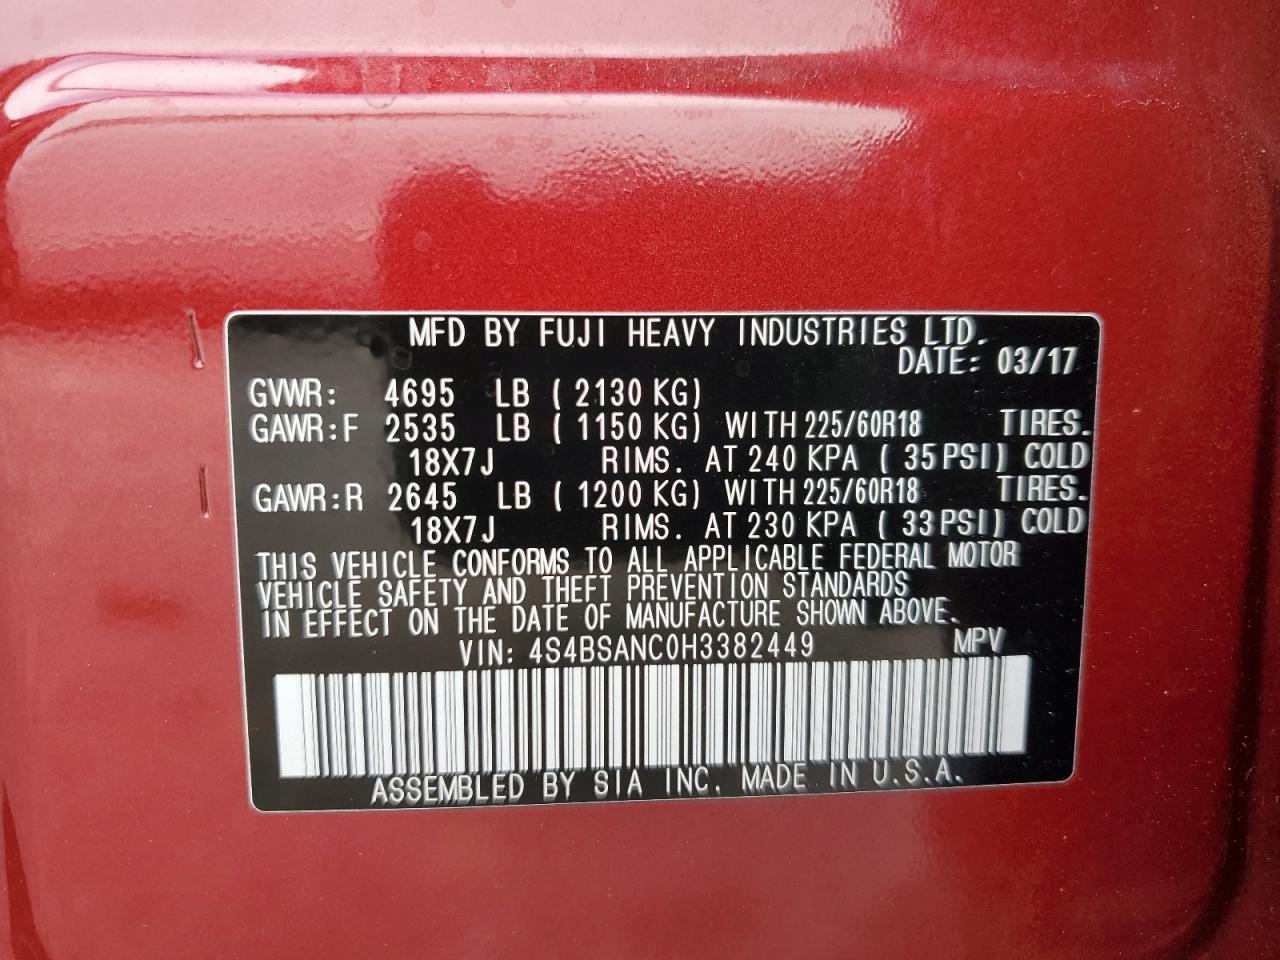 MFD BY FUJI HEAVY INDUSTRIES LTD.
DATE: 03/17
GVWR: 4695 LB ( 2130 KG)
GAWR:F 2535 LB ( 1150 KG) WITH 225/60R18 TIRES.
18X7J RIMS. AT 240 KPA ( 35 PSI) COLD
GAWR:R 2645 LB ( 1200 KG) WITH 225/60R18 TIRES.
18X7J RIMS. AT 230 KPA ( 33 PSI) COLD
THIS VEHICLE CONFORMS TO ALL APPLICABLE FEDERAL MOTOR
VEHICLE SAFETY AND THEFT PREVENTION STANDARDS
IN EFFECT ON THE DATE OF MANUFACTURE SHOWN ABOVE.
VIN: 4S4BSANC0H3382449 MPV
ASSEMBLED BY SIA INC. MADE IN U.S.A.